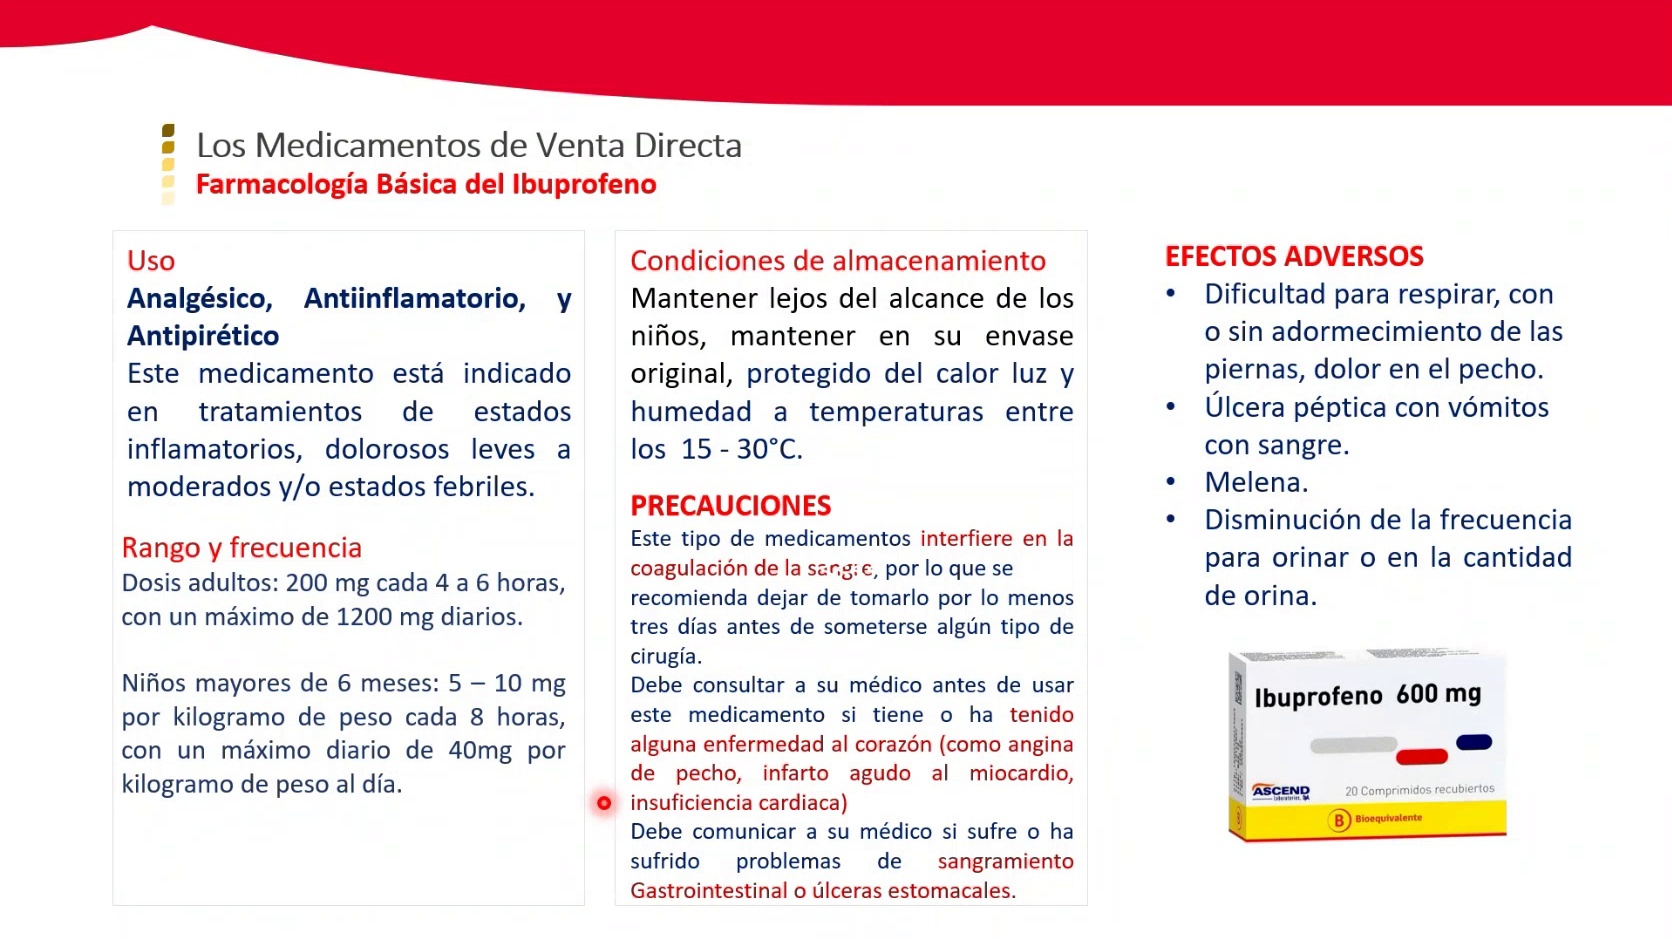 Los Medicamentos de Venta Directa
Farmacología Básica del Ibuprofeno
Uso
Analgésico, Antiinflamatorio, y
Antipirético
Este medicamento está indicado
en tratamientos de estados
inflamatorios, dolorosos leves a
moderados y/o estados febriles.
Rango y frecuencia
Dosis adultos: 200 mg cada 4 a 6 horas,
con un máximo de 1200 mg diarios.
Niños mayores de 6 meses: 5 – 10 mg
por kilogramo de peso cada 8 horas,
con un máximo diario de 40mg por
kilogramo de peso al día.
Condiciones de almacenamiento
Mantener lejos del alcance de los
niños, mantener en su envase
original, protegido del calor luz y
humedad a temperaturas entre
los 15 - 30°C.
PRECAUCIONES
Este tipo de medicamentos interfiere en la
coagulación de la sangre, por lo que se
recomienda dejar de tomarlo por lo menos
tres días antes de someterse algún tipo de
cirugía.
Debe consultar a su médico antes de usar
este medicamento si tiene o ha tenido
alguna enfermedad al corazón (como angina
de pecho, infarto agudo al miocardio,
insuficiencia cardiaca)
Debe comunicar a su médico si sufre o ha
sufrido problemas de sangramiento
Gastrointestinal o úlceras estomacales.
EFECTOS ADVERSOS
• Dificultad para respirar, con
o sin adormecimiento de las
piernas, dolor en el pecho.
• Úlcera péptica con vómitos
con sangre.
• Melena.
• Disminución de la frecuencia
para orinar o en la cantidad
de orina.
Ibuprofeno 600 mg
ASCEND
Laboratories
20 Comprimidos recubiertos
B Bioequivalente